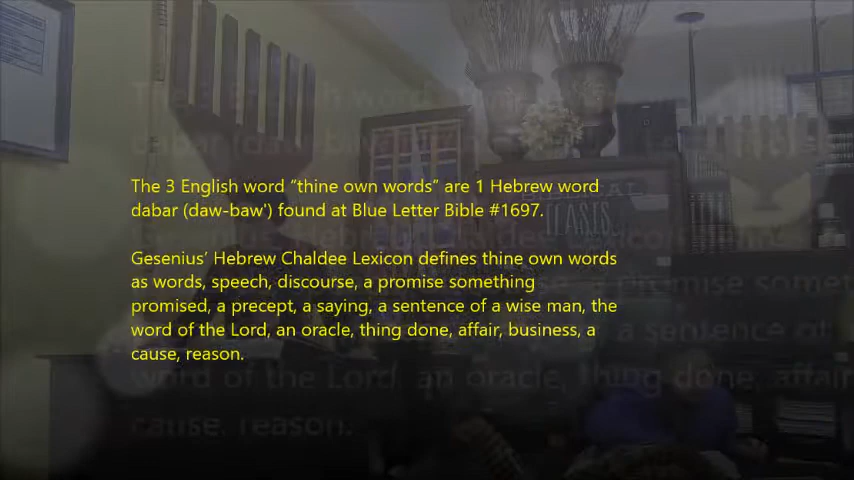 The 3 English word “thine own words” are 1 Hebrew word
dabar (daw-baw') found at Blue Letter Bible #1697.
Gesenius’ Hebrew Chaldee Lexicon defines thine own words
as words, speech, discourse, a promise something
promised, a precept, a saying, a sentence of a wise man, the
word of the Lord, an oracle, thing done, affair, business, a
cause, reason.